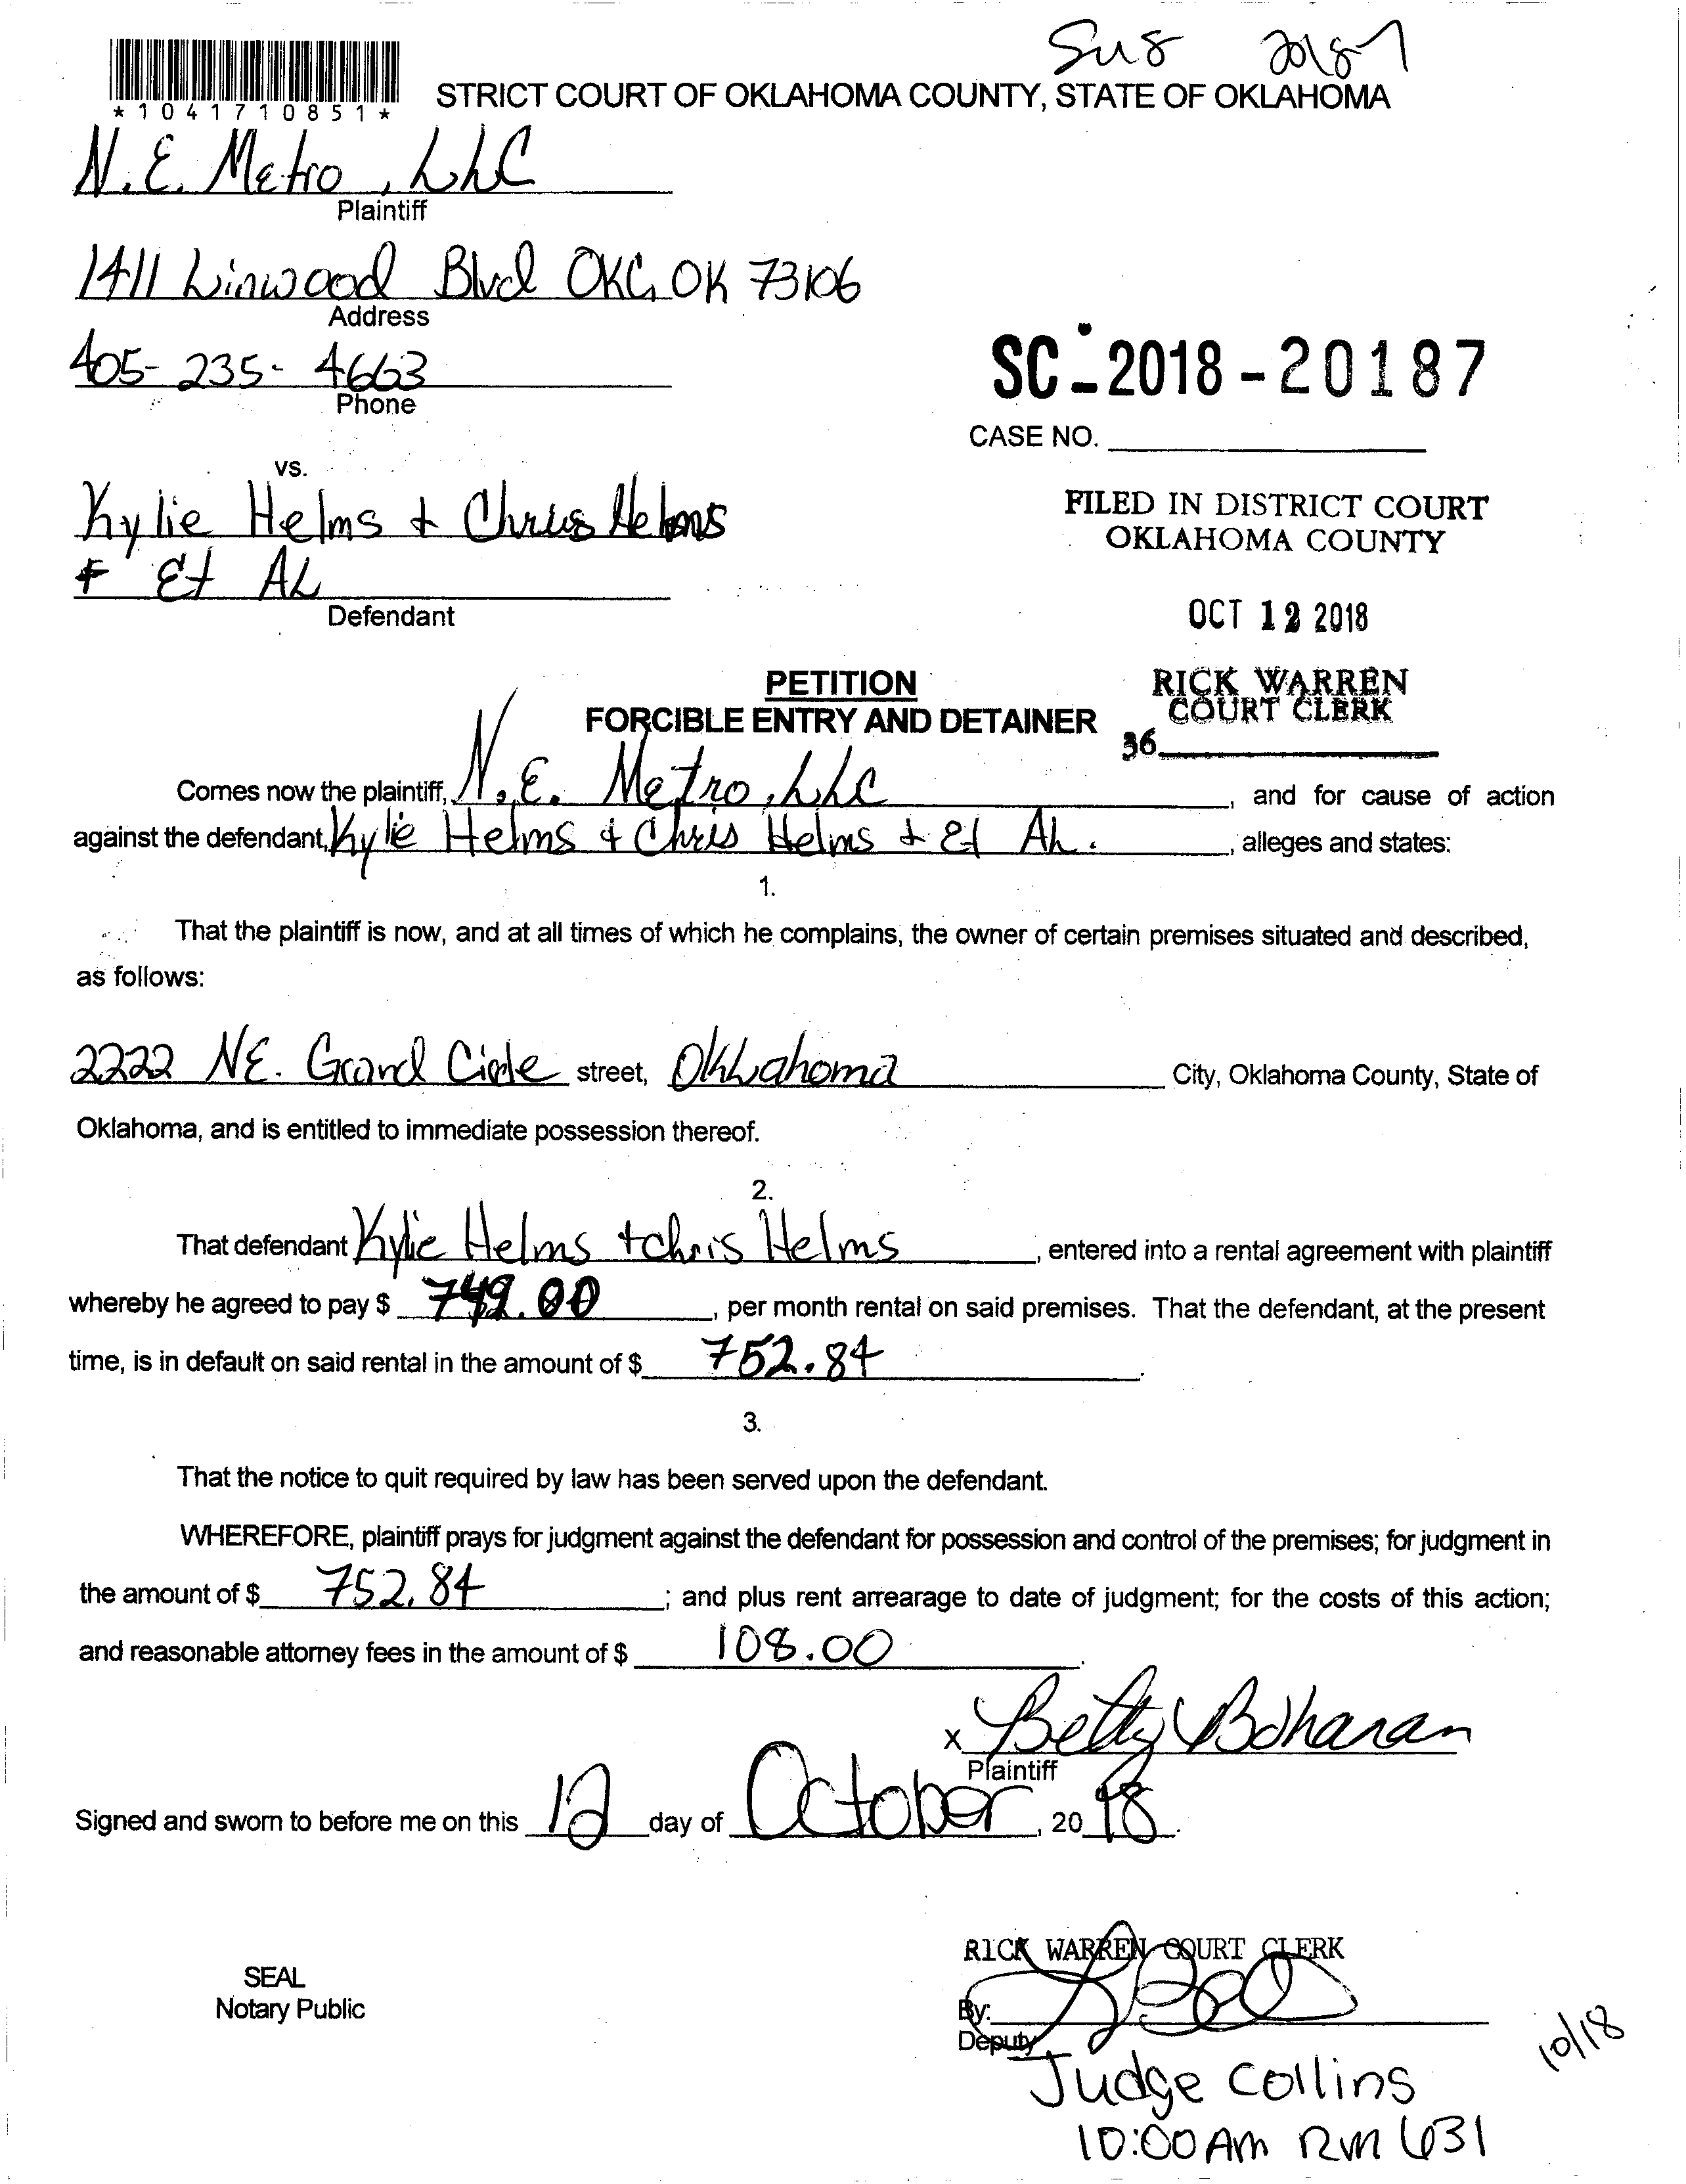 Sus 20187
STRICT COURT OF OKLAHOMA COUNTY, STATE OF OKLAHOMA
*1041710851*
N.E. Metro, LLC
Plaintiff
1411 Linwood Blvd OKC, OK 73106
Address
405-235-4663
Phone
SC-2018-20187
CASE NO.
vs.
Kylie Helms + Chris Helms
+ Et AL
Defendant
FILED IN DISTRICT COURT
OKLAHOMA COUNTY
OCT 12 2018
RICK WARREN
COURT CLERK
36
PETITION
FORCIBLE ENTRY AND DETAINER
Comes now the plaintiff, N.E. Metro, LLC, and for cause of action
against the defendant, Kylie Helms + Chris Helms + Et AL., alleges and states:
1.
That the plaintiff is now, and at all times of which he complains, the owner of certain premises situated and described,
as follows:
2222 NE. Grand Circle street, Oklahoma City, Oklahoma County, State of
Oklahoma, and is entitled to immediate possession thereof.
2.
That defendant Kylie Helms + Chris Helms, entered into a rental agreement with plaintiff
whereby he agreed to pay $ 749.00, per month rental on said premises. That the defendant, at the present
time, is in default on said rental in the amount of $ 752.84.
3.
That the notice to quit required by law has been served upon the defendant.
WHEREFORE, plaintiff prays for judgment against the defendant for possession and control of the premises; for judgment in
the amount of $ 752.84; and plus rent arrearage to date of judgment; for the costs of this action;
and reasonable attorney fees in the amount of $ 108.00.
x Betty Bohanan
Plaintiff
Signed and sworn to before me on this 12 day of October, 2018.
RICK WARREN COURT CLERK
SEAL
Notary Public
By:
Deputy
10/18
Judge Collins
10:00 AM RM 631